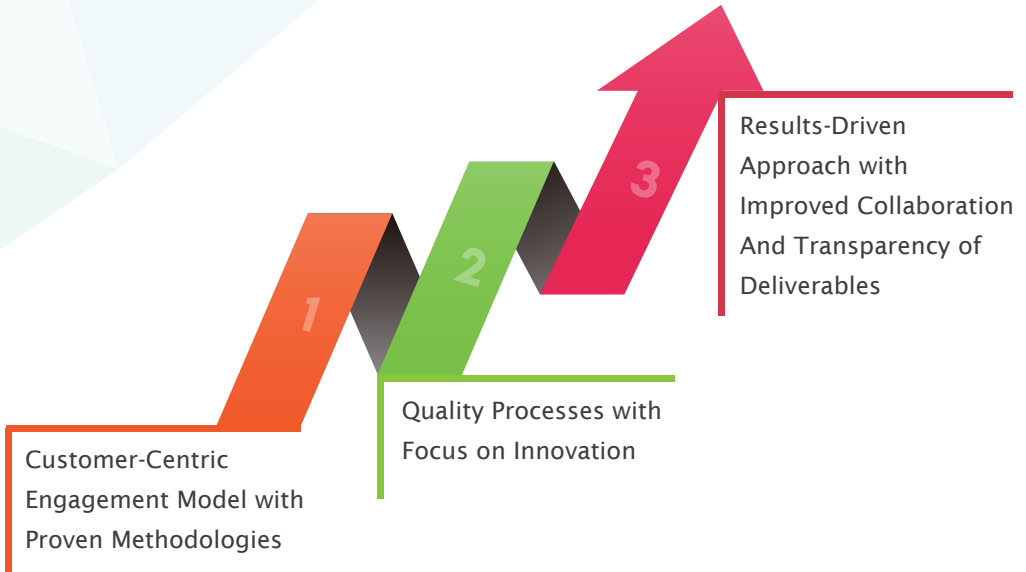 1
Customer-Centric
Engagement Model with
Proven Methodologies
2
Quality Processes with
Focus on Innovation
3
Results-Driven
Approach with
Improved Collaboration
And Transparency of
Deliverables